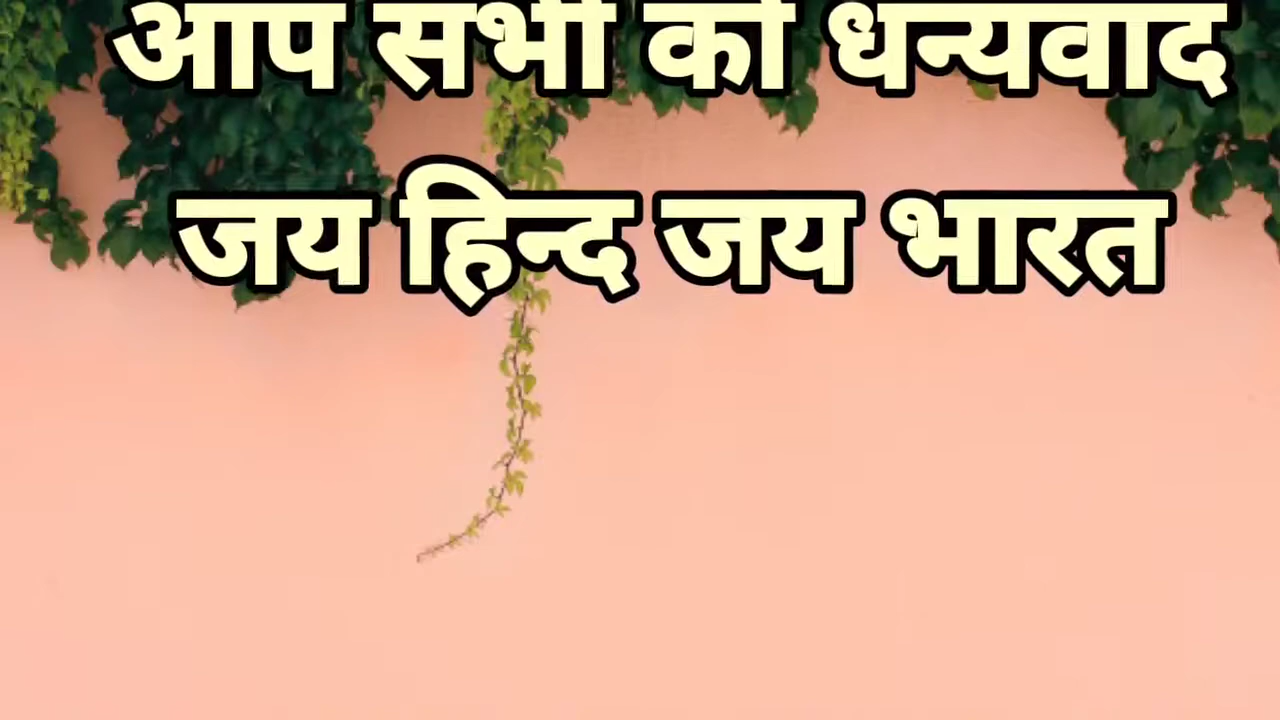 आप सभी को धन्यवाद
जय हिन्द जय भारत